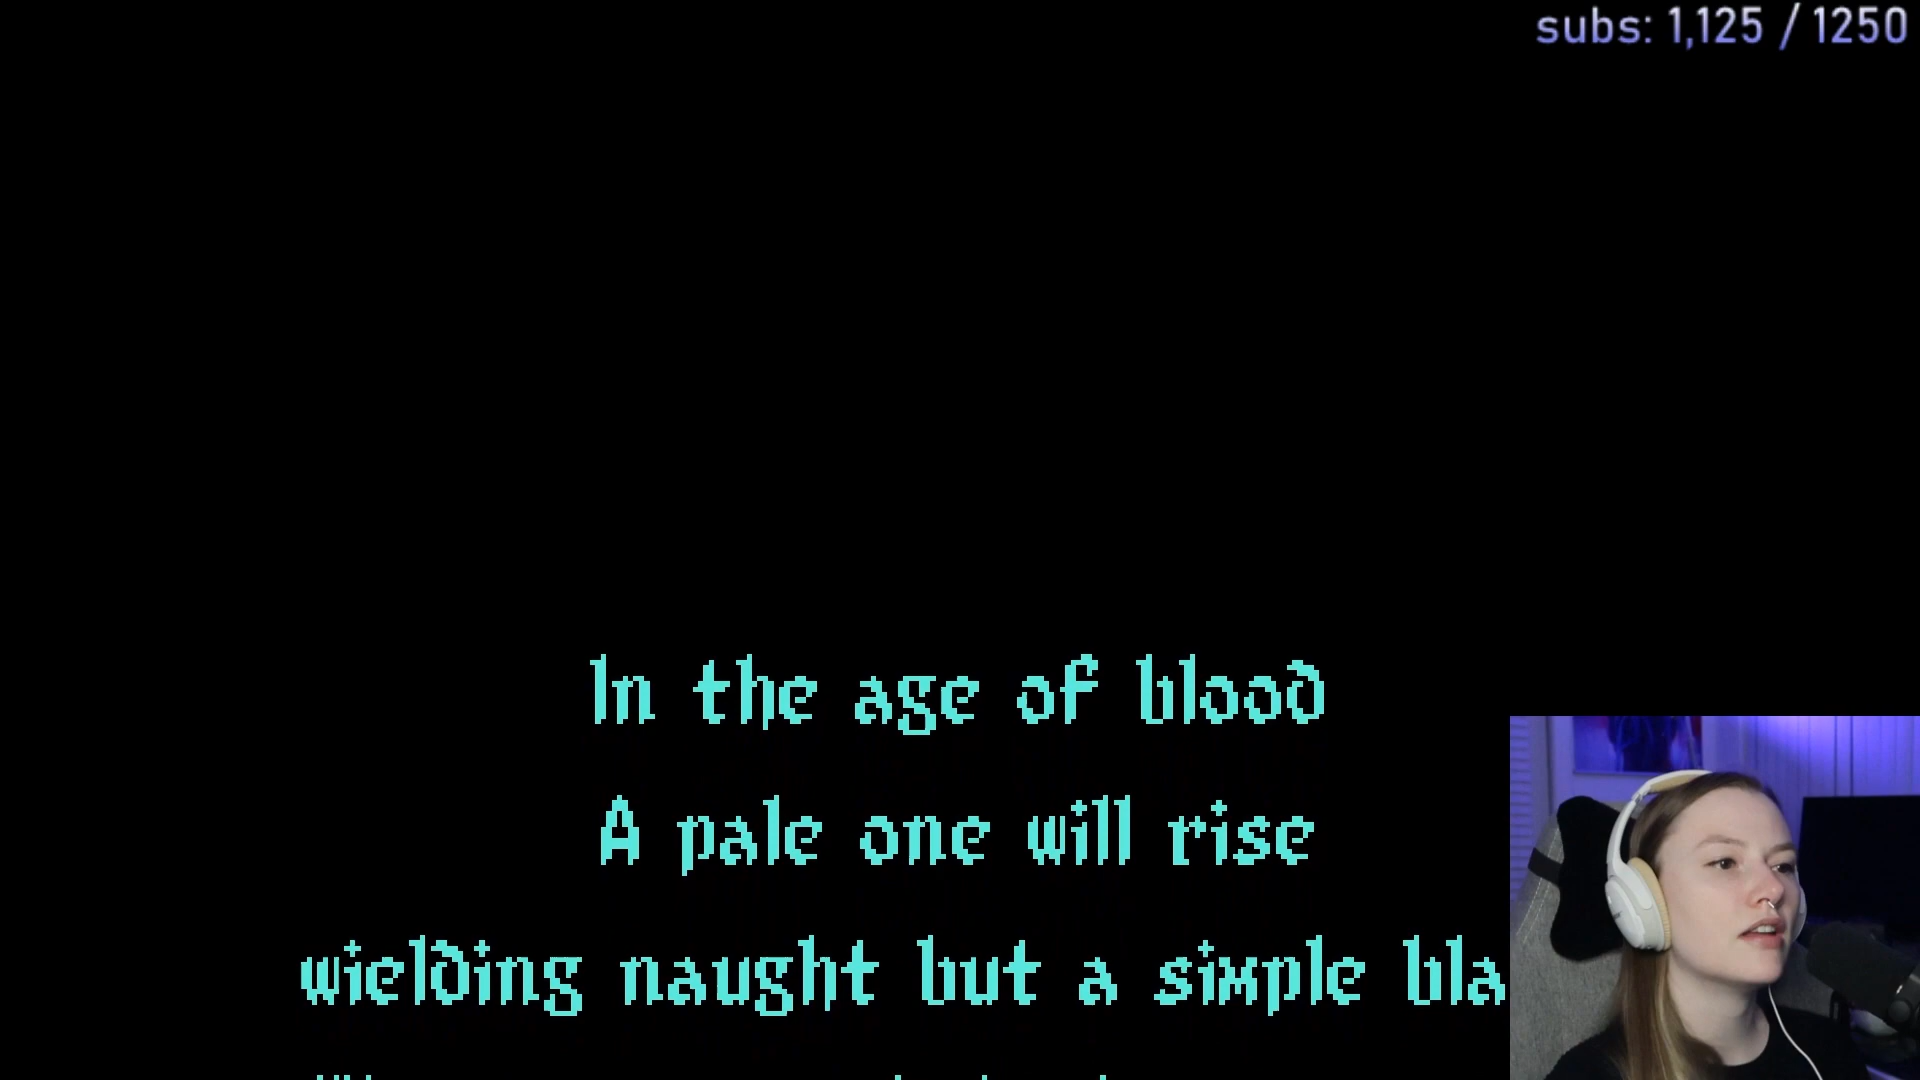 subs: 1,125 / 1250
In the age of blood
A pale one will rise
wielding naught but a simple bla